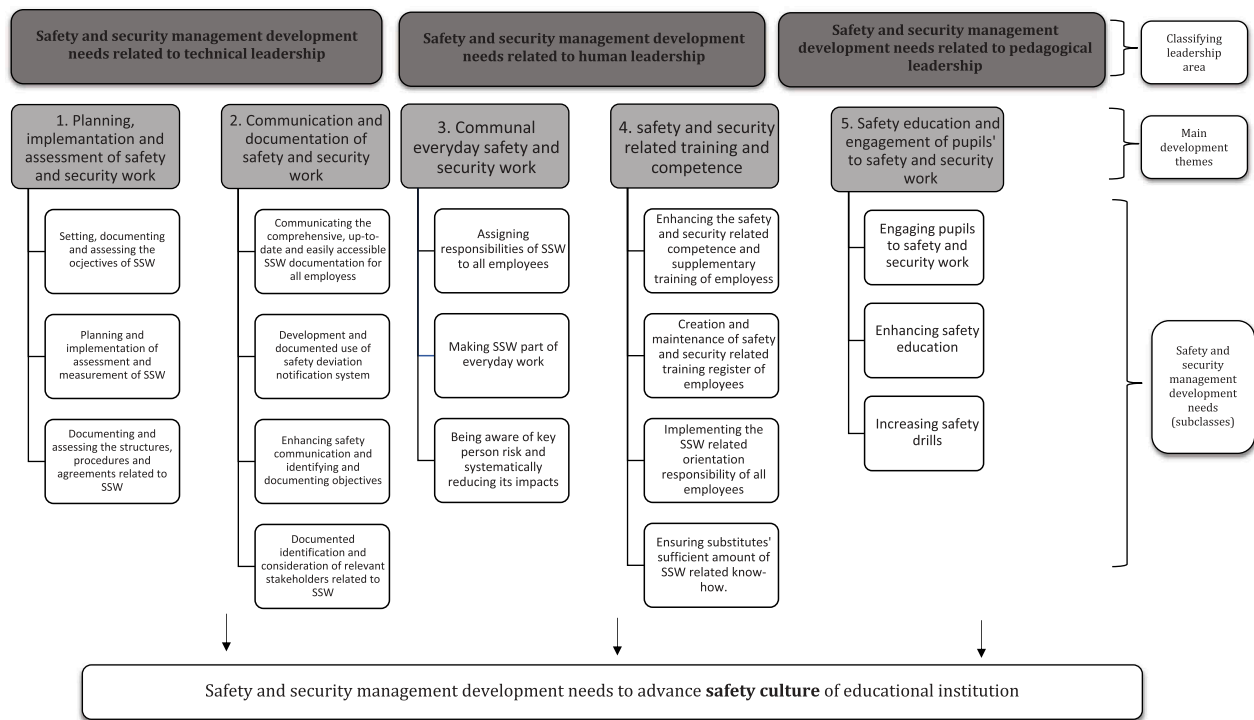 Safety and security management development
needs related to technical leadership
Safety and security management development
needs related to human leadership
Safety and security management
development needs related to pedagogical
leadership
Classifying
leadership
area
1. Planning,
implemantation and
assessment of safety
and security work
2. Communication and
documentation of
safety and security
work
3. Communal
everyday safety and
security work
4. safety and security
related training and
competence
5. Safety education and
engagement of pupils'
to safety and security
work
Main
development
themes
Setting, documenting
and assessing the
ocjectives of SSW
Planning and
implementation of
assessment and
measurement of SSW
Documenting and
assessing the structures,
procedures and
agreements related to
SSW
Communicating the
comprehensive, up-to-
date and easily accessible
SSW documentation for
all employess
Development and
documented use of
safety deviation
notification system
Enhancing safety
communication and
identifying and
documenting objectives
Documented
identification and
consideration of relevant
stakeholders related to
SSW
Assigning
responsibilities of SSW
to all employees
Making SSW part of
everyday work
Being aware of key
person risk and
systematically
reducing its impacts
Enhancing the safety
and security related
competence and
supplementary
training of employess
Creation and
maintenance of safety
and security related
training register of
employees
Implementing the
SSW related
orientation
responsibility of all
employees
Ensuring substitutes'
sufficient amount of
SSW related know-
how.
Engaging pupils
to safety and
security work
Enhancing safety
education
Increasing safety
drills
Safety and
security
management
development
needs
(subclasses)
Safety and security management development needs to advance safety culture of educational institution